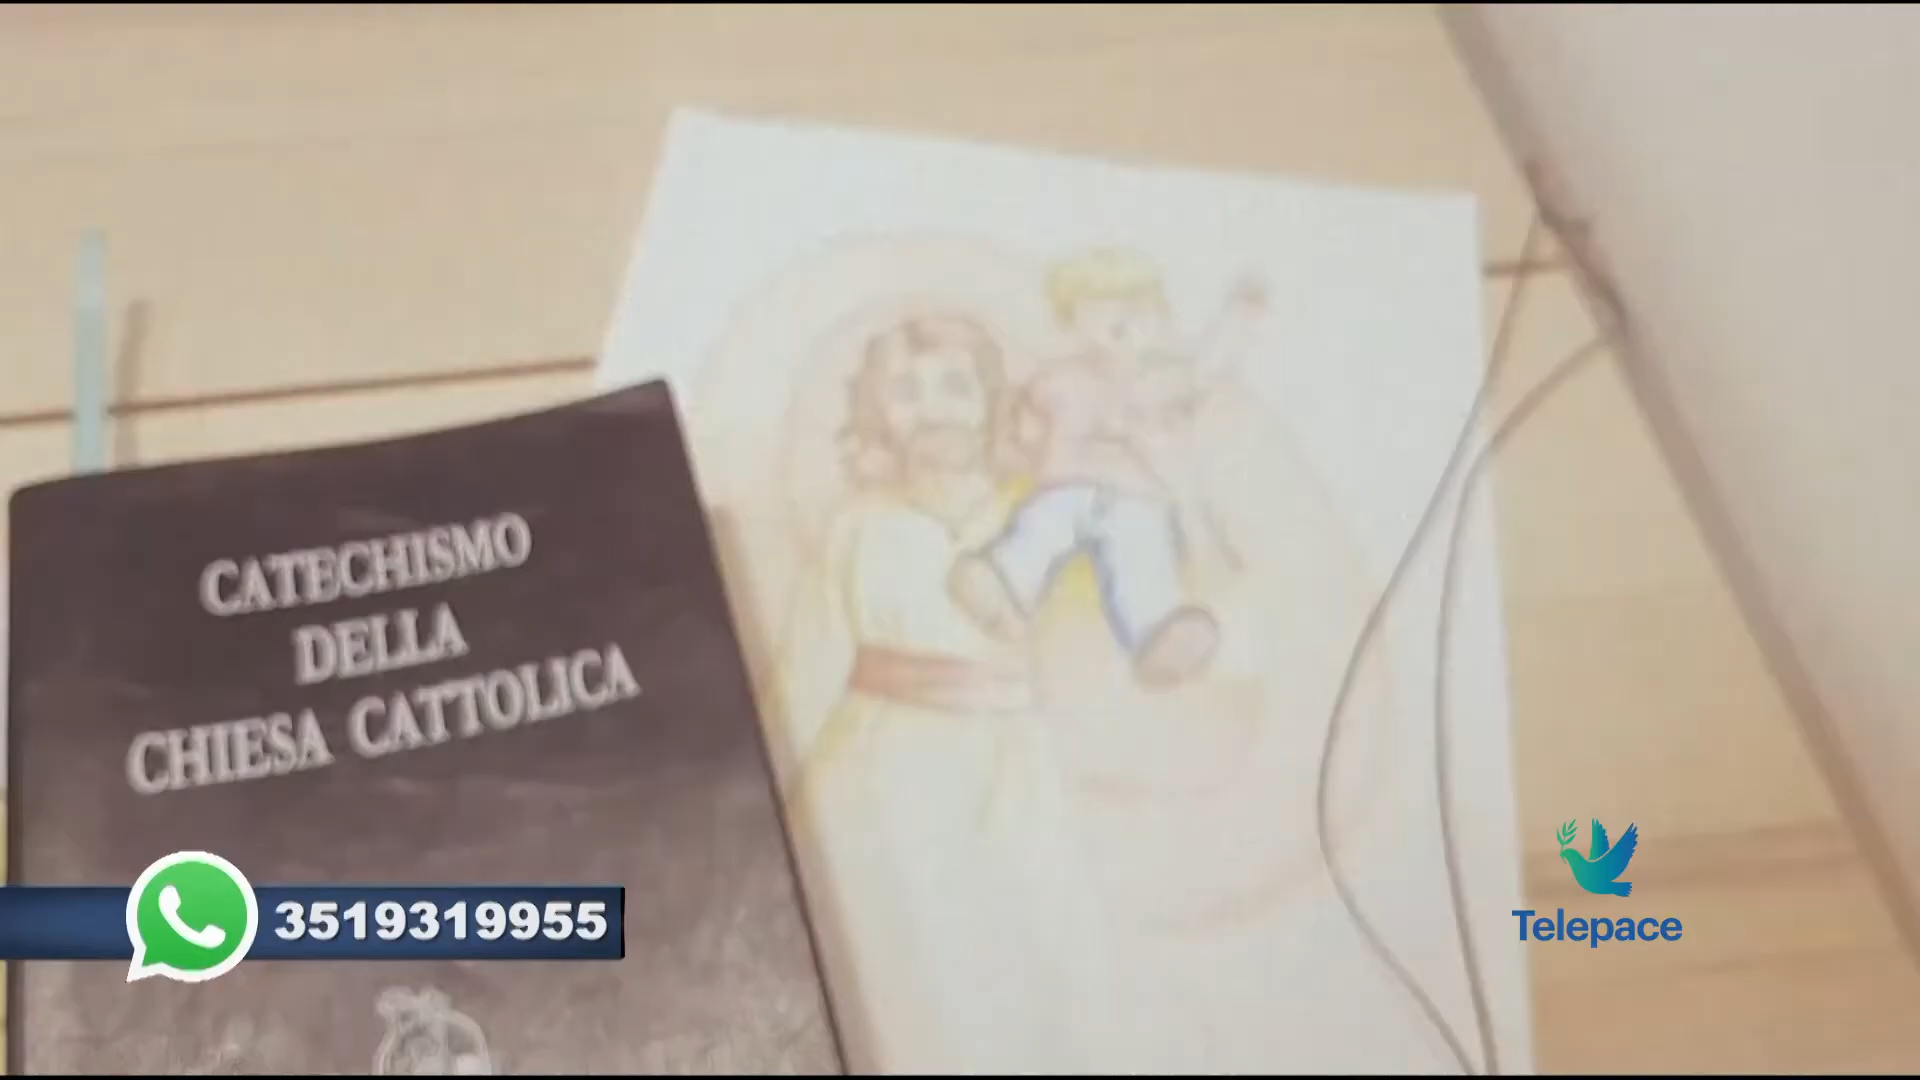 CATECHISMO
DELLA
CHIESA CATTOLICA
3519319955
Telepace